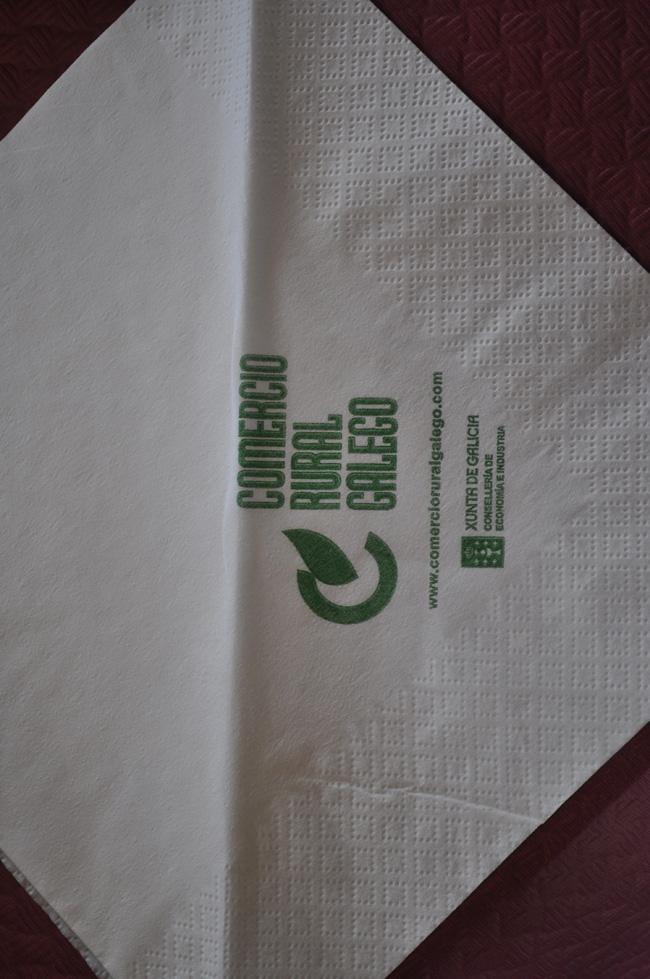 COMERCIO
RURAL
GALEGO
www.comercioruralgalego.com
XUNTA DE GALICIA
CONSELLERÍA DE
ECONOMÍA E INDUSTRIA